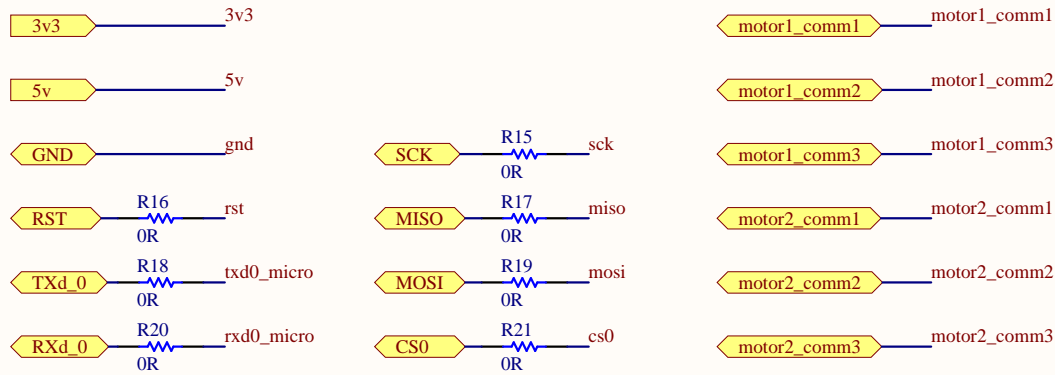 3v3 3v3
5v 5v
GND gnd
RST R16 0R rst
TXd_0 R18 0R txd0_micro
RXd_0 R20 0R rxd0_micro
SCK R15 0R sck
MISO R17 0R miso
MOSI R19 0R mosi
CS0 R21 0R cs0
motor1_comm1 motor1_comm1
motor1_comm2 motor1_comm2
motor1_comm3 motor1_comm3
motor2_comm1 motor2_comm1
motor2_comm2 motor2_comm2
motor2_comm3 motor2_comm3